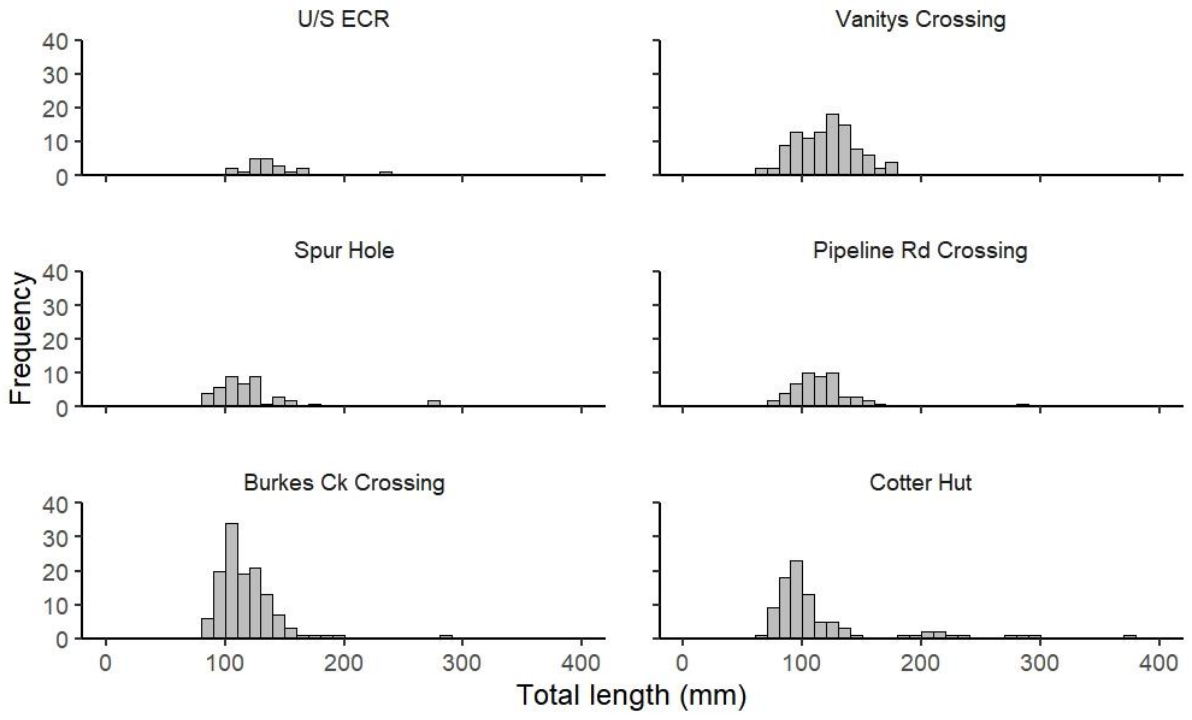 U/S ECR
Vanitys Crossing
40
30
20
10
0
Spur Hole
Pipeline Rd Crossing
40
30
20
10
0
Frequency
Burkes Ck Crossing
Cotter Hut
40
30
20
10
0
0 100 200 300 400
0 100 200 300 400
Total length (mm)